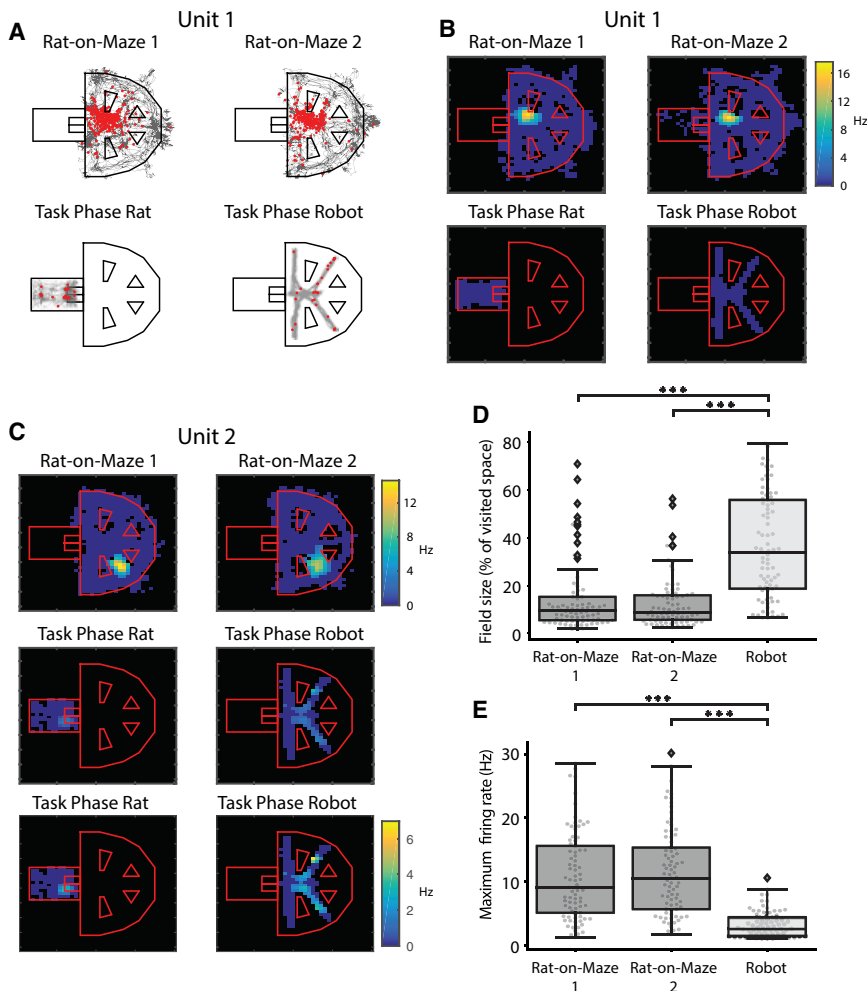 A
Unit 1
Rat-on-Maze 1
Rat-on-Maze 2
Task Phase Rat
Task Phase Robot
B
Unit 1
Rat-on-Maze 1
Rat-on-Maze 2
16
12
Hz
8
4
0
Task Phase Rat
Task Phase Robot
C
Unit 2
Rat-on-Maze 1
Rat-on-Maze 2
12
8
Hz
4
0
Task Phase Rat
Task Phase Robot
Task Phase Rat
Task Phase Robot
6
4
Hz
2
0
D
***
***
Field size (% of visited space)
80
60
40
20
0
Rat-on-Maze
1
Rat-on-Maze
2
Robot
E
***
***
Maximum firing rate (Hz)
30
20
10
0
Rat-on-Maze
1
Rat-on-Maze
2
Robot